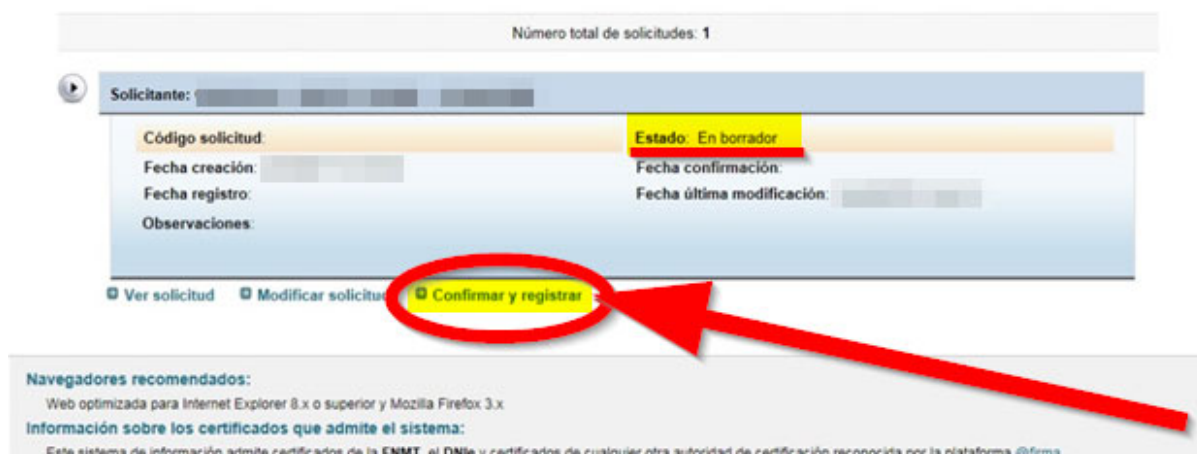 Número total de solicitudes: 1
Solicitante:
Código solicitud:
Estado: En borrador
Fecha creación:
Fecha confirmación:
Fecha registro:
Fecha última modificación:
Observaciones:
Ver solicitud Modificar solicitu Confirmar y registrar
Navegadores recomendados:
Web optimizada para Internet Explorer 8.x o superior y Mozilla Firefox 3.x
Información sobre los certificados que admite el sistema:
Este sistema de información admite certificados de la FNMT, el DNIe y certificados de cualquier otra autoridad de certificación reconocida por la plataforma @firma